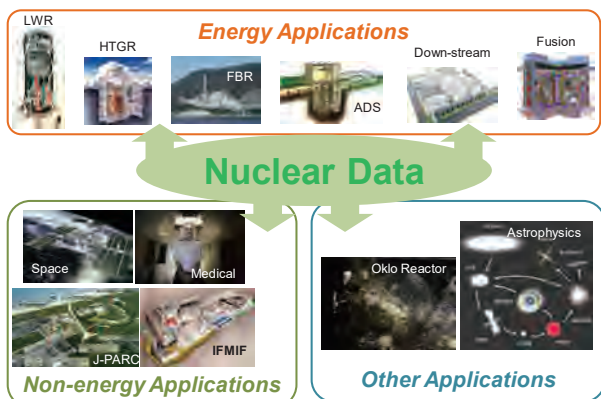 LWR
Energy Applications
HTGR
FBR
ADS
Down-stream
Fusion
Nuclear Data
Space
Medical
J-PARC
IFMIF
Non-energy Applications
Oklo Reactor
Astrophysics
Other Applications